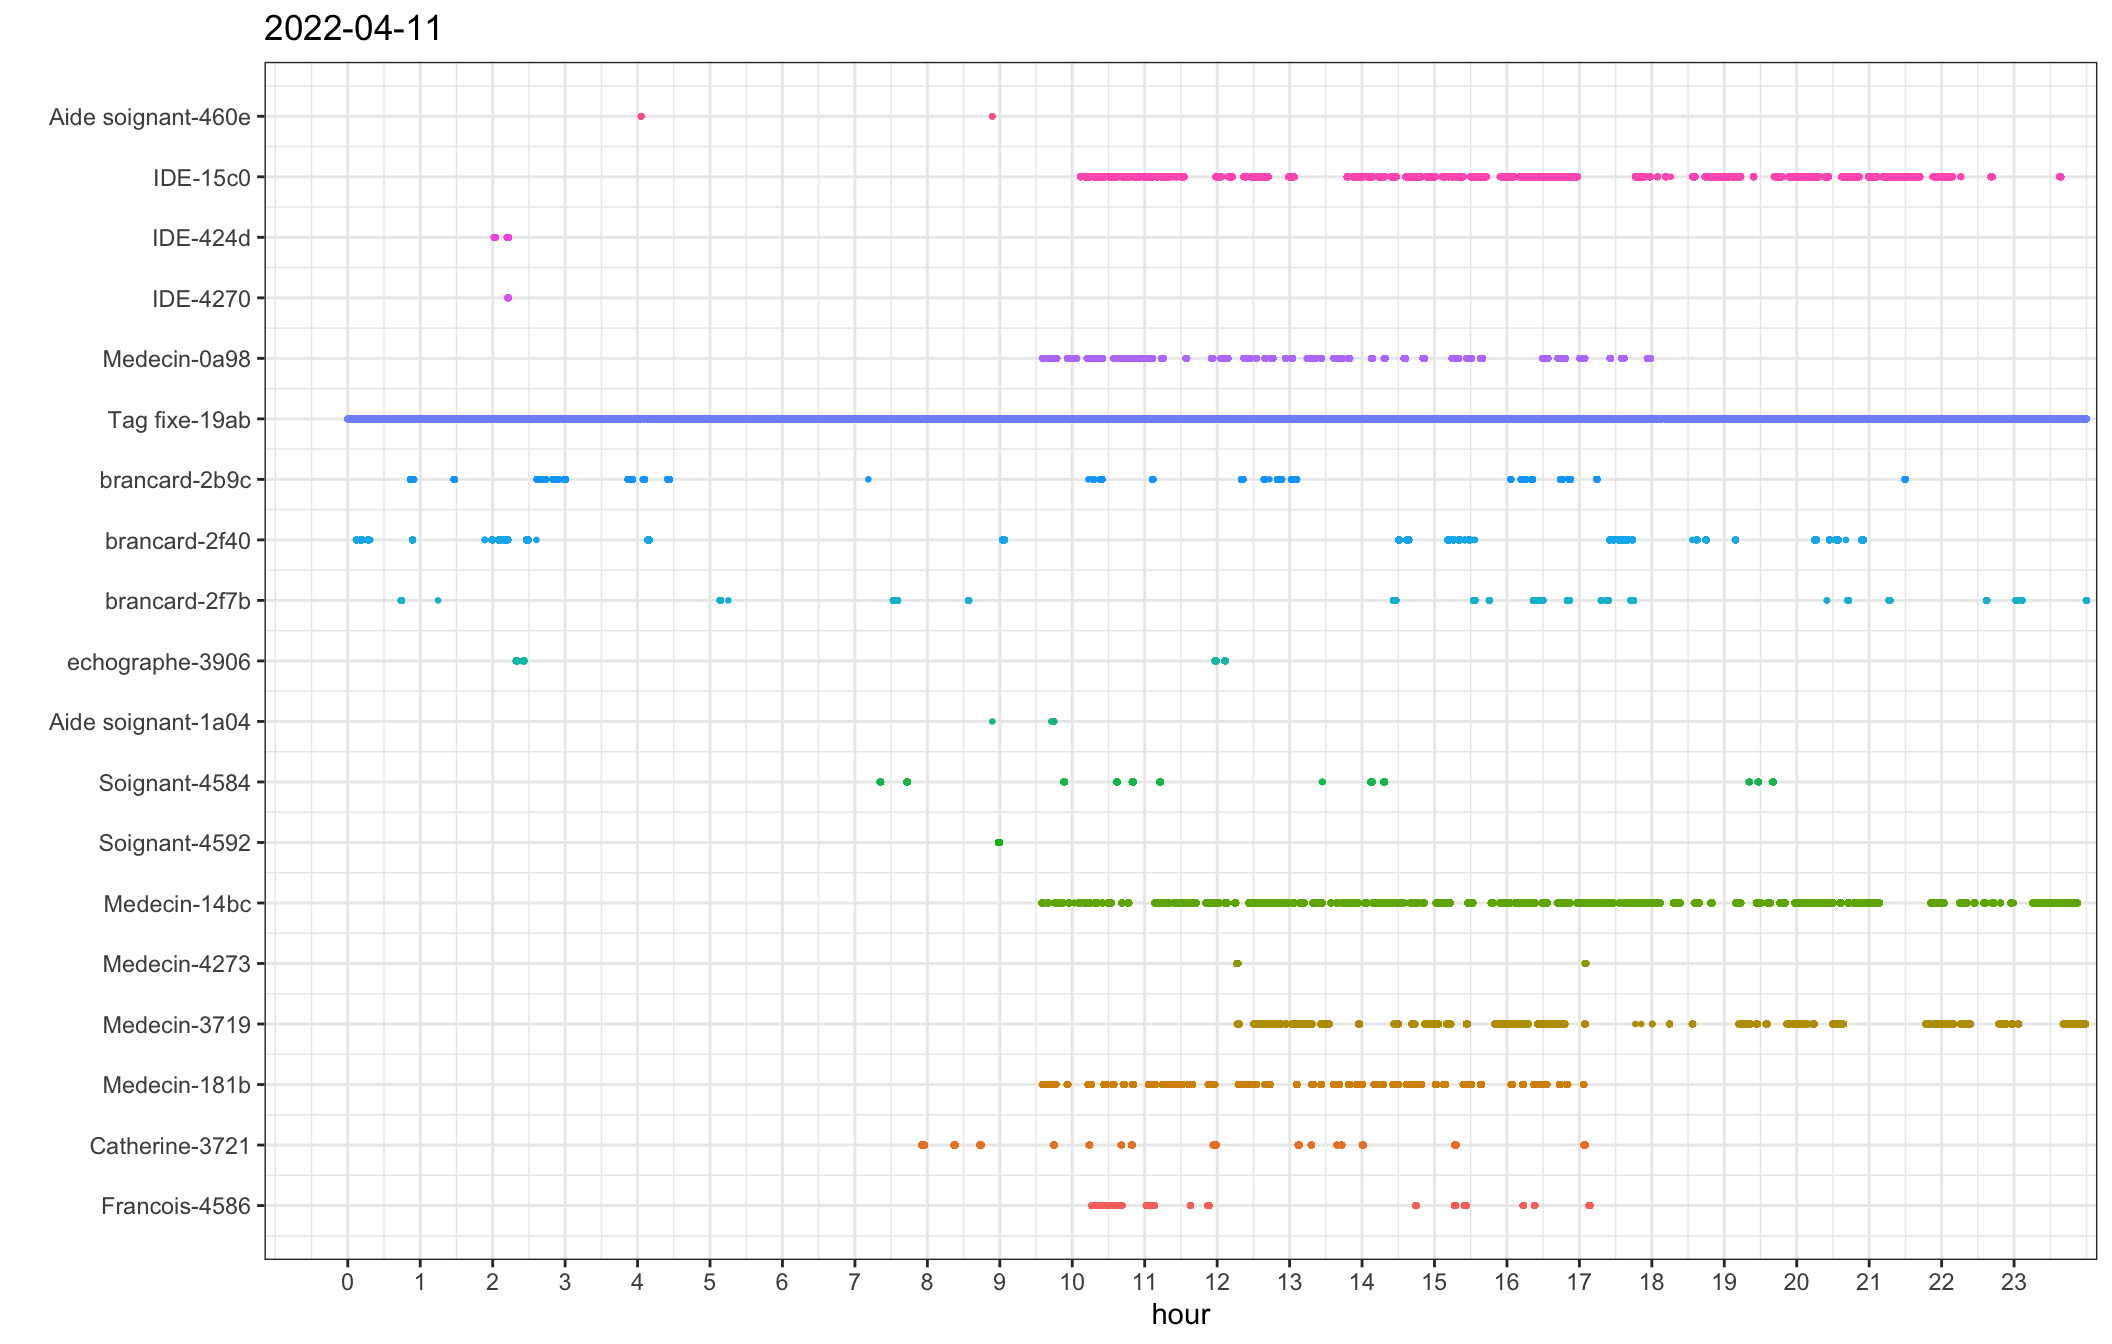 2022-04-11
Aide soignant-460e
IDE-15c0
IDE-424d
IDE-4270
Medecin-0a98
Tag fixe-19ab
brancard-2b9c
brancard-2f40
brancard-2f7b
echographe-3906
Aide soignant-1a04
Soignant-4584
Soignant-4592
Medecin-14bc
Medecin-4273
Medecin-3719
Medecin-181b
Catherine-3721
Francois-4586
0 1 2 3 4 5 6 7 8 9 10 11 12 13 14 15 16 17 18 19 20 21 22 23
hour